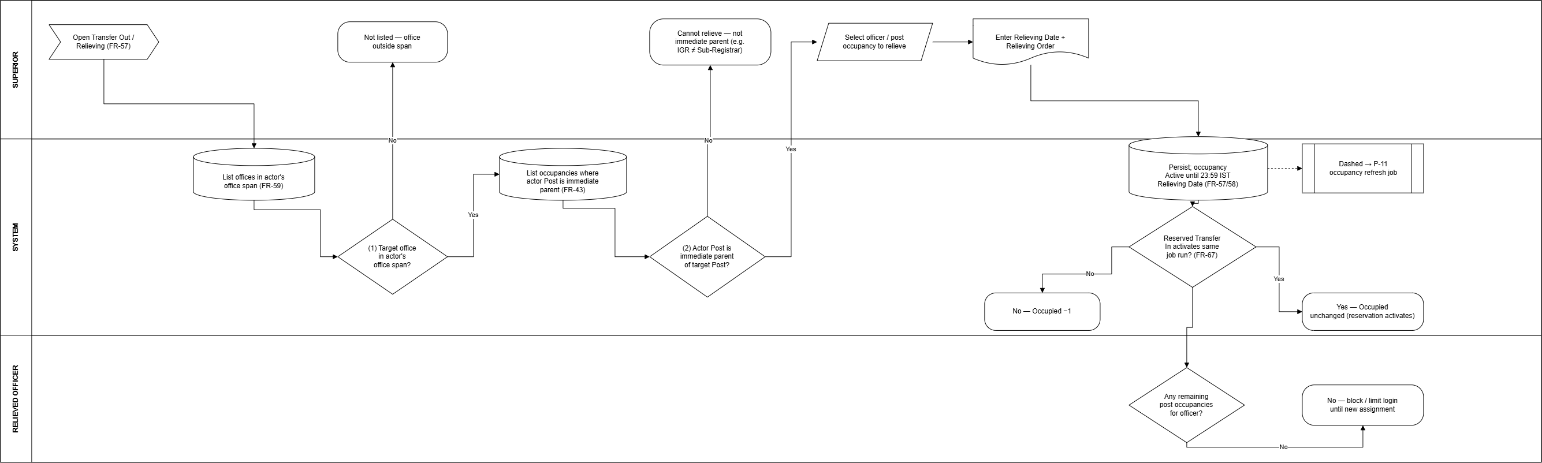 SUPERIOR
Open Transfer Out /
Relieving (FR-57)
Not listed — office
outside span
Cannot relieve — not
immediate parent (e.g.
IGR ≠ Sub-Registrar)
Select officer / post
occupancy to relieve
Enter Relieving Date +
Relieving Order
SYSTEM
List offices in actor's
office span (FR-59)
(1) Target office
in actor's
office span?
No
Yes
List occupancies where
actor Post is immediate
parent (FR-43)
(2) Actor Post is
immediate parent
of target Post?
No
Yes
Persist; occupancy
Active until 23:59 IST
Relieving Date (FR-57/58)
Dashed → P-11
occupancy refresh job
Reserved Transfer
In activates same
job run? (FR-67)
No
Yes
No — Occupied −1
Yes — Occupied
unchanged (reservation activates)
RELIEVED OFFICER
Any remaining
post occupancies
for officer?
No
No — block / limit login
until new assignment